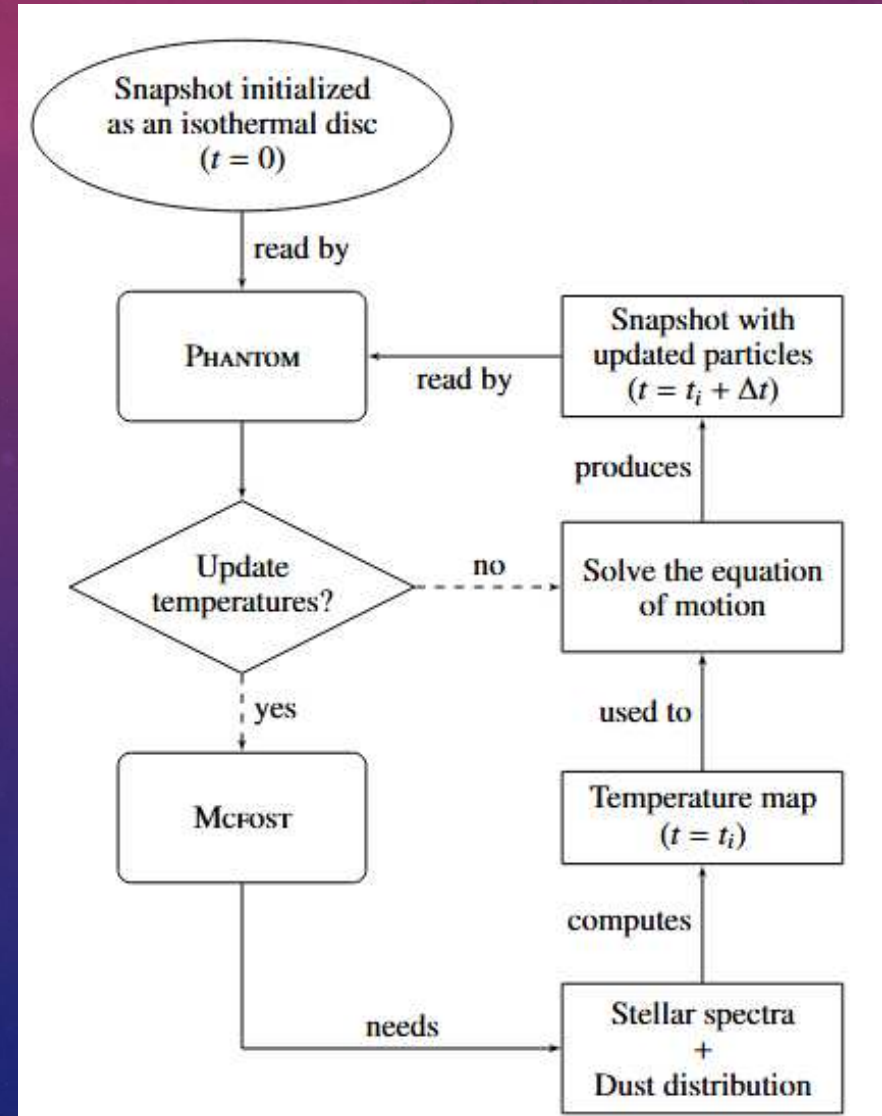 Snapshot initialized
as an isothermal disc
(t = 0)
read by
PHANTOM
Update
temperatures?
no
yes
MCFOST
needs
Stellar spectra
+
Dust distribution
computes
Temperature map
(t = tᵢ)
used to
Solve the equation
of motion
produces
Snapshot with
updated particles
(t = tᵢ + Δt)
read by